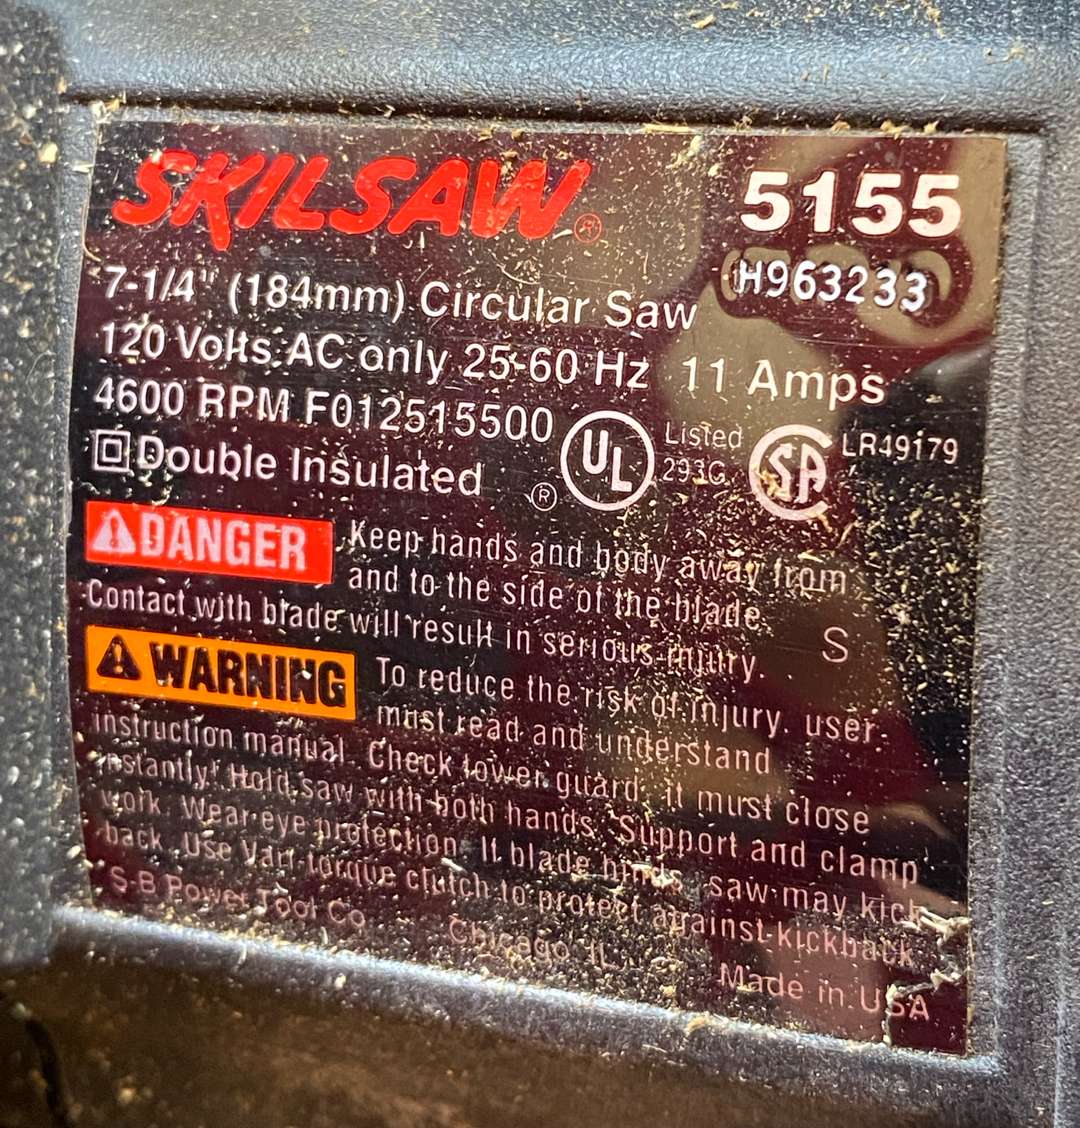 SKILSAW ® 5155
H963233
7-1/4" (184mm) Circular Saw
120 Volts AC only 25-60 Hz 11 Amps
4600 RPM F012515500
Double Insulated ® UL Listed 293G SA LR49179
DANGER Keep hands and body away from
and to the side of the blade.
Contact with blade will result in serious injury. S
WARNING To reduce the risk of injury, user
must read and understand
instruction manual. Check lower guard, it must close
instantly! Hold saw with both hands. Support and clamp
work. Wear eye protection. If blade binds, saw may kick
back. Use Vari-torque clutch to protect against kickback.
S-B Power Tool Co Chicago IL
Made in USA